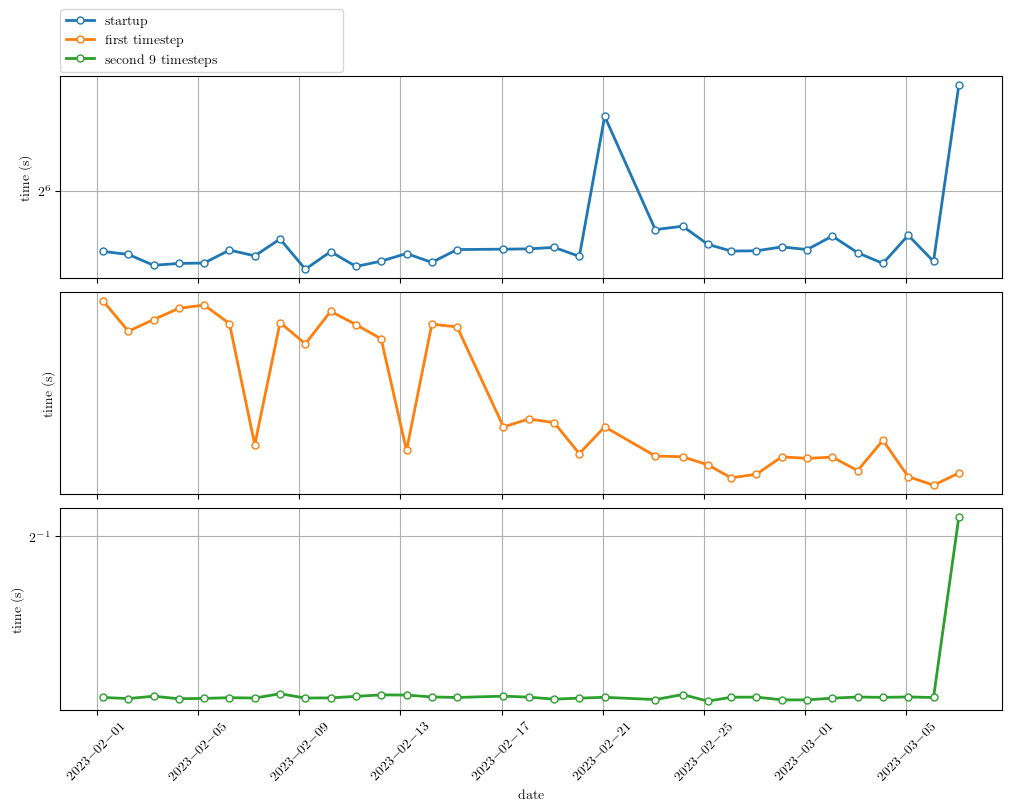 startup
first timestep
second 9 timesteps
time (s)
2^6
time (s)
2^−1
time (s)
2023−02−01
2023−02−05
2023−02−09
2023−02−13
2023−02−17
2023−02−21
2023−02−25
2023−03−01
2023−03−05
date